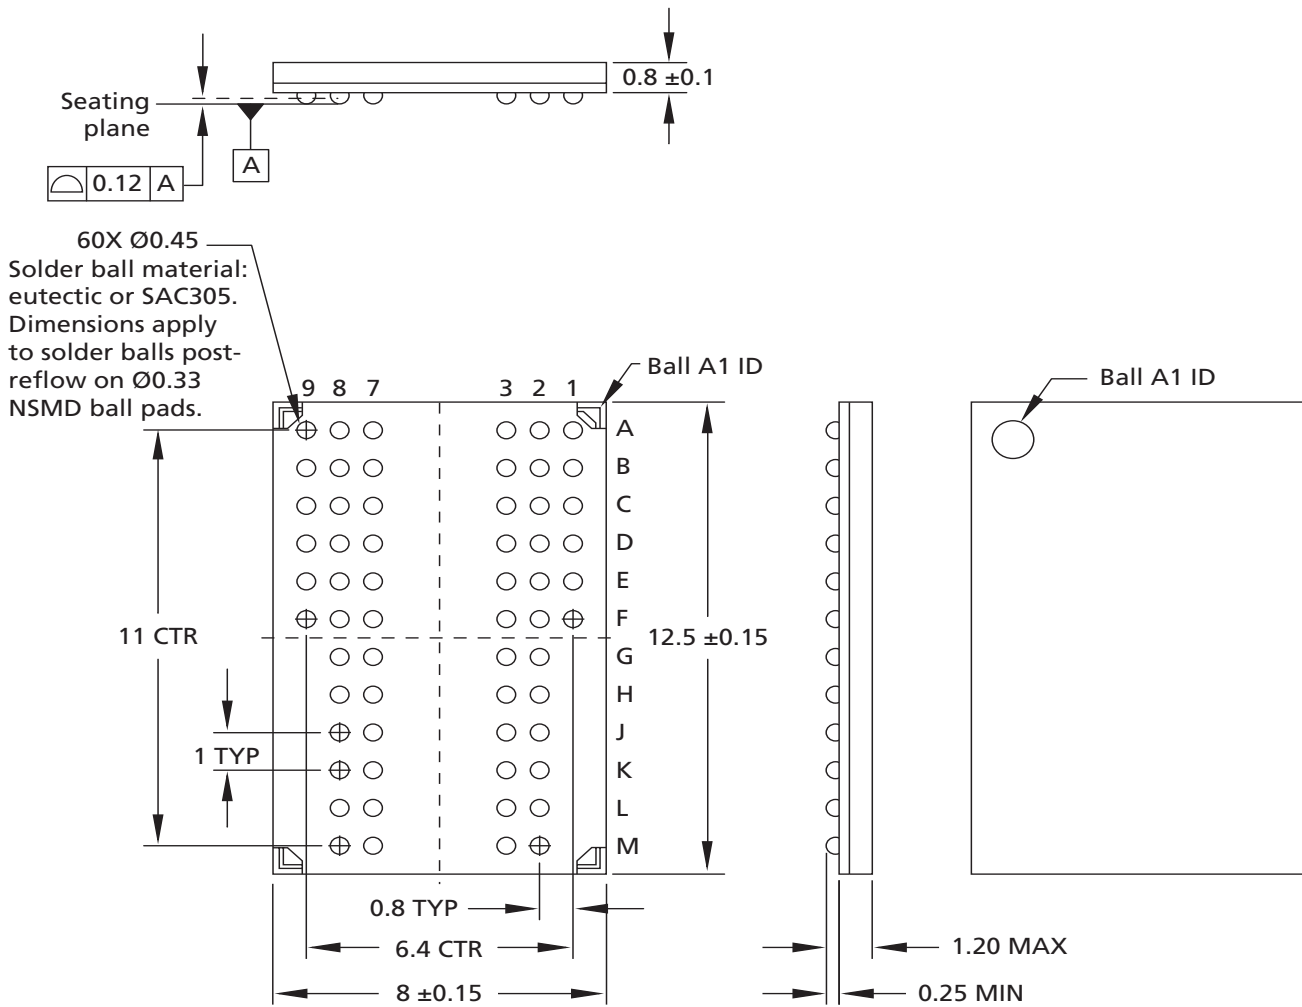 0.8 ±0.1
Seating
plane
A
0.12 A
60X Ø0.45
Solder ball material:
eutectic or SAC305.
Dimensions apply
to solder balls post-
reflow on Ø0.33
NSMD ball pads.
Ball A1 ID
Ball A1 ID
9 8 7 3 2 1
A
B
C
D
E
F
11 CTR
12.5 ±0.15
G
H
J
1 TYP
K
L
M
0.8 TYP
6.4 CTR
1.20 MAX
8 ±0.15
0.25 MIN